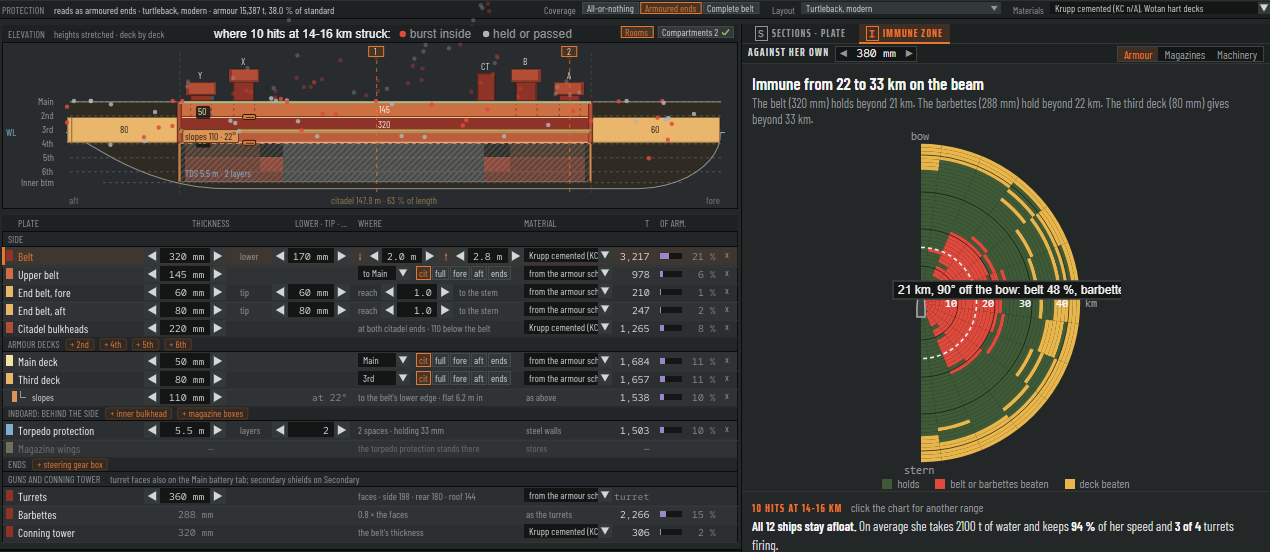 PROTECTION reads as armoured ends · turtleback, modern · armour 15,387 t, 38.0 % of standard Coverage All-or-nothing Armoured ends Complete belt Layout Turtleback, modern Materials Krupp cemented (KC n/A), Wotan hart decks
ELEVATION heights stretched · deck by deck where 10 hits at 14-16 km struck: burst inside held or passed Rooms Compartments 2 ✓
S SECTIONS · PLATE I IMMUNE ZONE
AGAINST HER OWN 380 mm Armour Magazines Machinery
Immune from 22 to 33 km on the beam
The belt (320 mm) holds beyond 21 km. The barbettes (288 mm) hold beyond 22 km. The third deck (80 mm) gives
beyond 33 km.
1 2
Y X CT B A
Main
2nd
3rd
4th
5th
6th
Inner btm
WL
80 50 145 320 60
slopes 110 · 22°
TDS 5.5 m · 2 layers
aft citadel 147.8 m · 63 % of length fore
bow
21 km, 90° off the bow: belt 48 %, barbette
10 20 30 40 km
stern
holds belt or barbettes beaten deck beaten
PLATE THICKNESS LOWER · TIP ·... WHERE MATERIAL T OF ARM.
SIDE
Belt 320 mm lower 170 mm ↓ 2.0 m ↑ 2.8 m Krupp cemented (KC 3,217 21 % x
Upper belt 145 mm to Main cit full fore aft ends from the armour sch 978 6 % x
End belt, fore 60 mm tip 60 mm reach 1.0 to the stern from the armour sch 210 1 % x
End belt, aft 80 mm tip 80 mm reach 1.0 to the stern from the armour sch 247 2 % x
Citadel bulkheads 220 mm at both citadel ends · 110 below the belt Krupp cemented (KC 1,265 8 % x
ARMOUR DECKS + 2nd + 4th + 5th + 6th
Main deck 50 mm Main cit full fore aft ends from the armour sch 1,684 11 % x
Third deck 80 mm 3rd cit full fore aft ends from the armour sch 1,657 11 % x
slopes 110 mm at 22° to the belt's lower edge · flat 6.2 m in as above 1,538 10 % x
INBOARD: BEHIND THE SIDE + inner bulkhead + magazine boxes
Torpedo protection 5.5 m layers 2 2 spaces · holding 33 mm steel walls 1,503 10 % x
Magazine wings — the torpedo protection stands there stores —
ENDS + steering gear box
GUNS AND CONNING TOWER turret faces also on the Main battery tab; secondary shields on Secondary
Turrets 360 mm faces · side 198 · rear 180 · roof 144 from the armour sch turret
Barbettes 288 mm 0.8 × the faces as the turrets 2,266 15 %
Conning tower 320 mm the belt's thickness Krupp cemented (KC 306 2 %
10 HITS AT 14-16 KM click the chart for another range
All 12 ships stay afloat. On average she takes 2100 t of water and keeps 94 % of her speed and 3 of 4 turrets
firing.